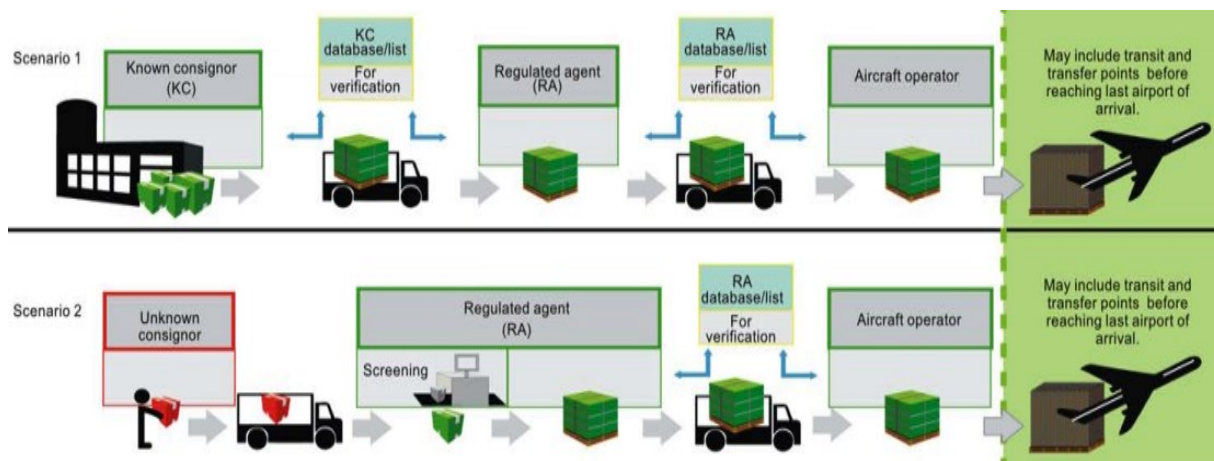 Scenario 1
Known consignor
(KC)
KC
database/list
For
verification
Regulated agent
(RA)
RA
database/list
For
verification
Aircraft operator
May include transit and
transfer points before
reaching last airport of
arrival.
Scenario 2
Unknown
consignor
Regulated agent
(RA)
Screening
RA
database/list
For
verification
Aircraft operator
May include transit and
transfer points before
reaching last airport of
arrival.